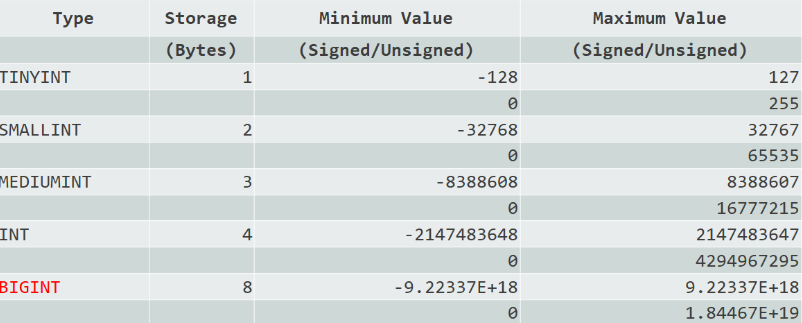 Type Storage Minimum Value Maximum Value
(Bytes) (Signed/Unsigned) (Signed/Unsigned)
TINYINT 1 -128 127
0 255
SMALLINT 2 -32768 32767
0 65535
MEDIUMINT 3 -8388608 8388607
0 16777215
INT 4 -2147483648 2147483647
0 4294967295
BIGINT 8 -9.22337E+18 9.22337E+18
0 1.84467E+19